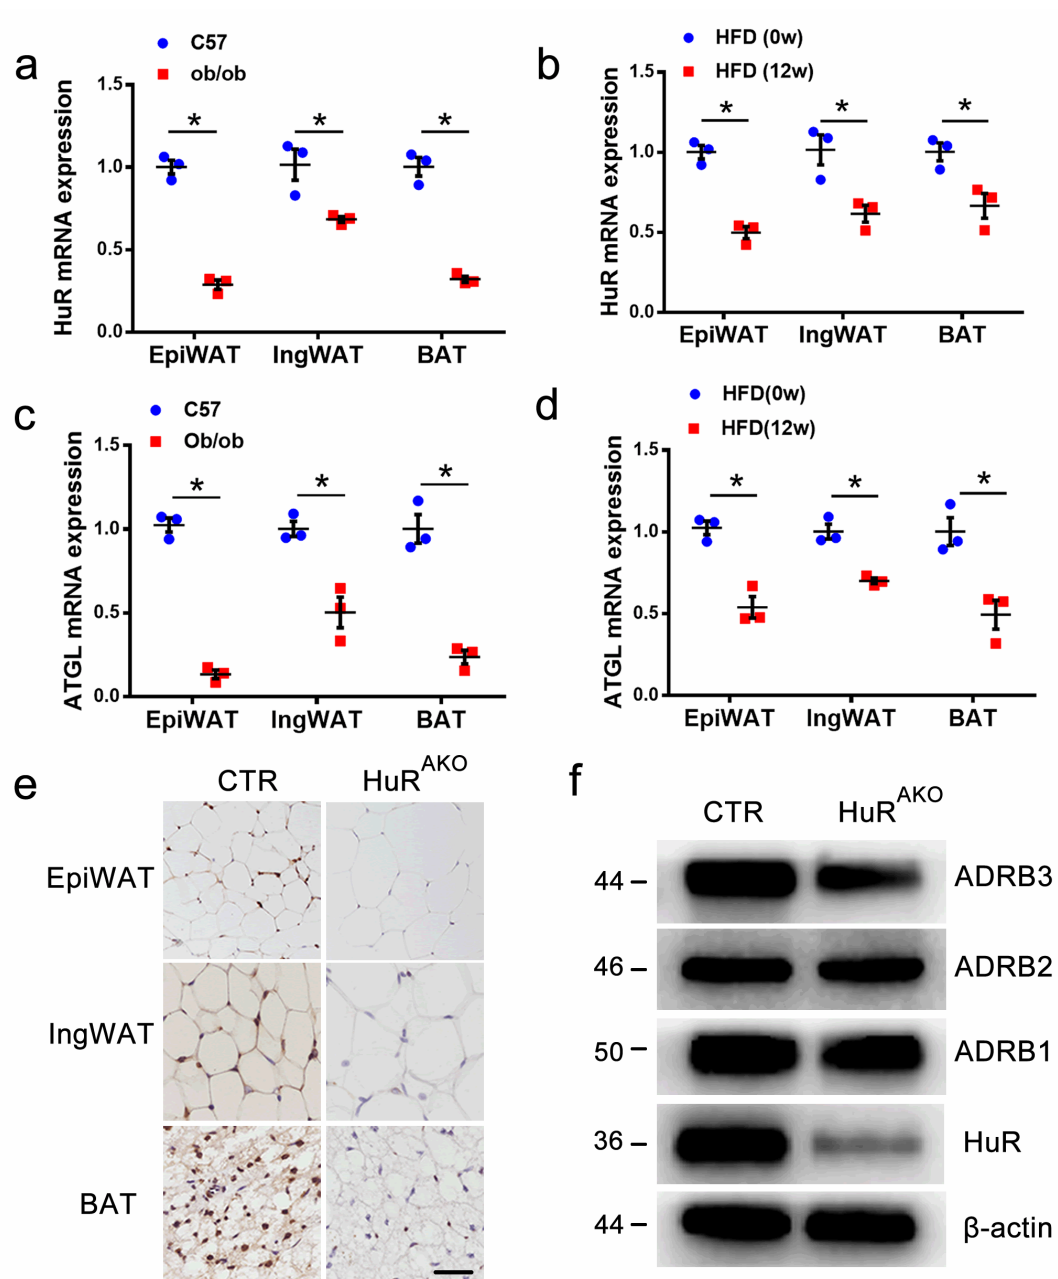 a
C57
ob/ob
HuR mRNA expression
1.5
1.0
0.5
0.0
*
*
*
EpiWAT IngWAT BAT
b
HFD (0w)
HFD (12w)
HuR mRNA expression
1.5
1.0
0.5
0.0
*
*
*
EpiWAT IngWAT BAT
c
C57
Ob/ob
ATGL mRNA expression
1.5
1.0
0.5
0.0
*
*
*
EpiWAT IngWAT BAT
d
HFD(0w)
HFD(12w)
ATGL mRNA expression
1.5
1.0
0.5
0.0
*
*
*
EpiWAT IngWAT BAT
e
CTR HuRAKO
EpiWAT
IngWAT
BAT
f
CTR HuRAKO
44 ADRB3
46 ADRB2
50 ADRB1
36 HuR
44 β-actin